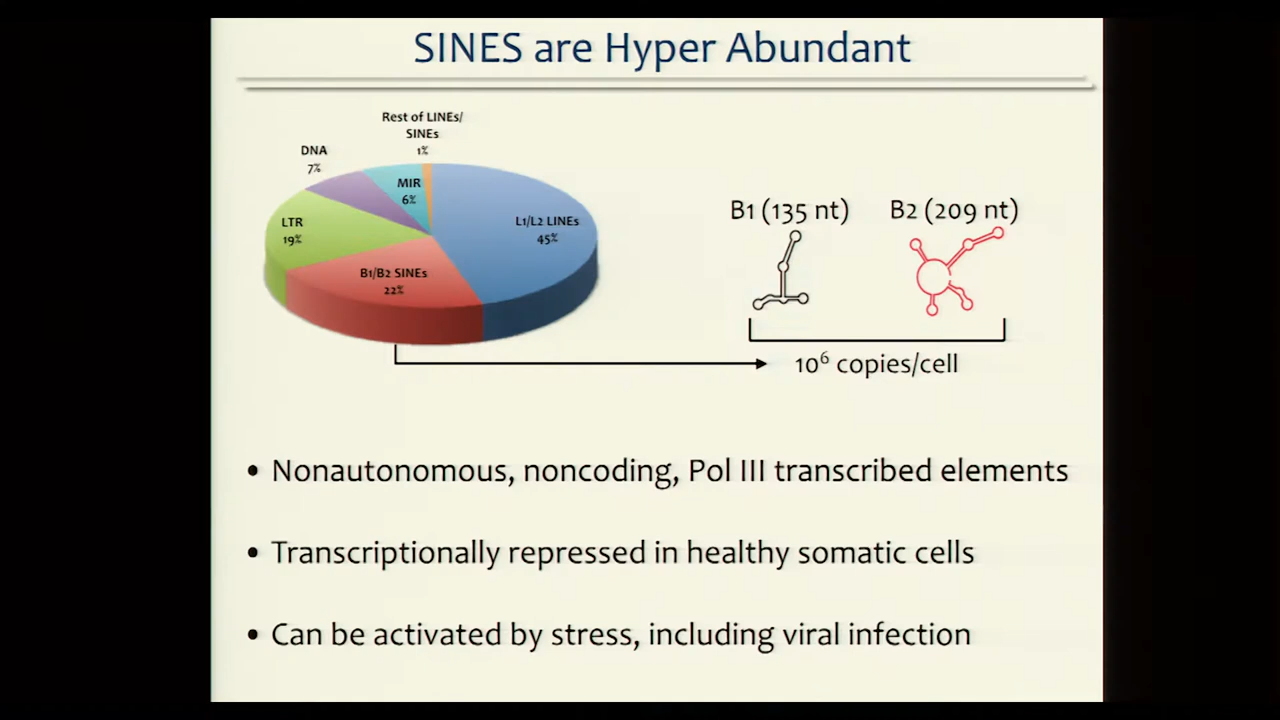 SINES are Hyper Abundant
Rest of LINEs/
SINEs
1%
DNA
7%
MIR
6%
LTR
19%
L1/L2 LINEs
45%
B1/B2 SINEs
22%
B1 (135 nt)
B2 (209 nt)
10⁶ copies/cell
• Nonautonomous, noncoding, Pol III transcribed elements
• Transcriptionally repressed in healthy somatic cells
• Can be activated by stress, including viral infection